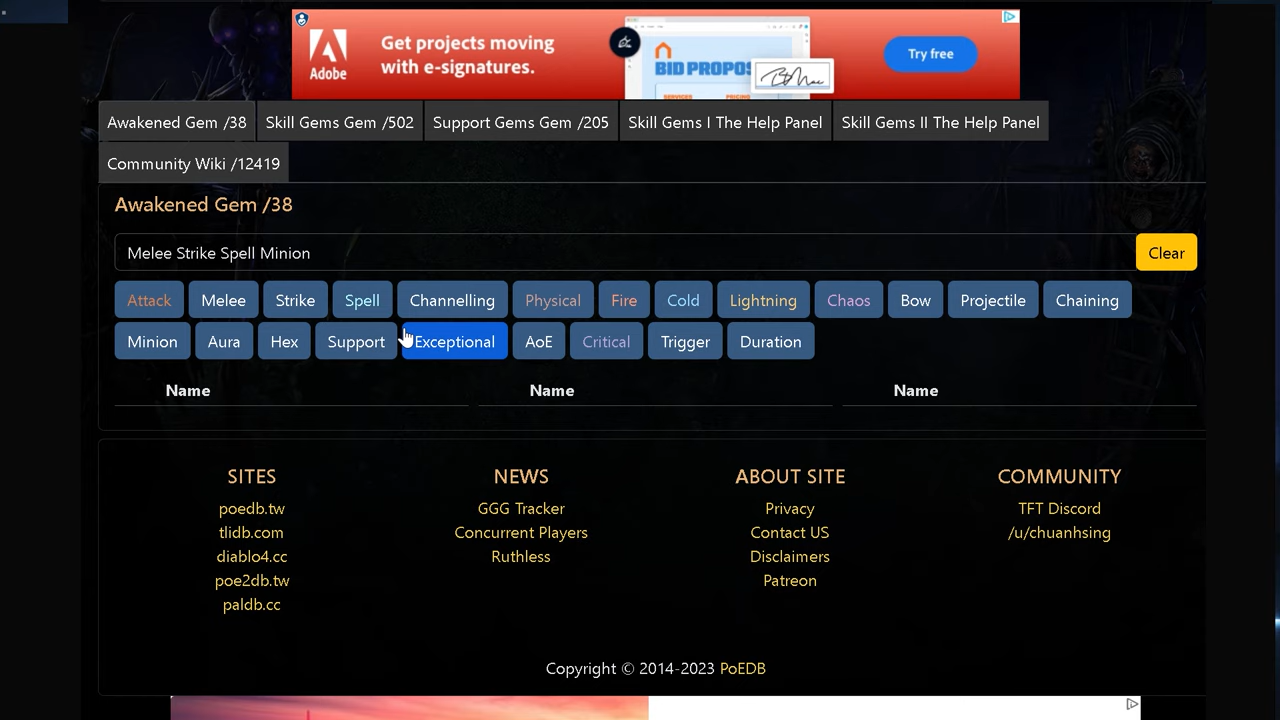 Adobe
Get projects moving
with e-signatures.
BID PROPOS
Try free
Awakened Gem /38
Skill Gems Gem /502
Support Gems Gem /205
Skill Gems I The Help Panel
Skill Gems II The Help Panel
Community Wiki /12419
Awakened Gem /38
Melee Strike Spell Minion
Clear
Attack Melee Strike Spell Channelling Physical Fire Cold Lightning Chaos Bow Projectile Chaining
Minion Aura Hex Support Exceptional AoE Critical Trigger Duration
Name Name Name
SITES
poedb.tw
tlidb.com
diablo4.cc
poe2db.tw
paldb.cc
NEWS
GGG Tracker
Concurrent Players
Ruthless
ABOUT SITE
Privacy
Contact US
Disclaimers
Patreon
COMMUNITY
TFT Discord
/u/chuanhsing
Copyright © 2014-2023 PoEDB